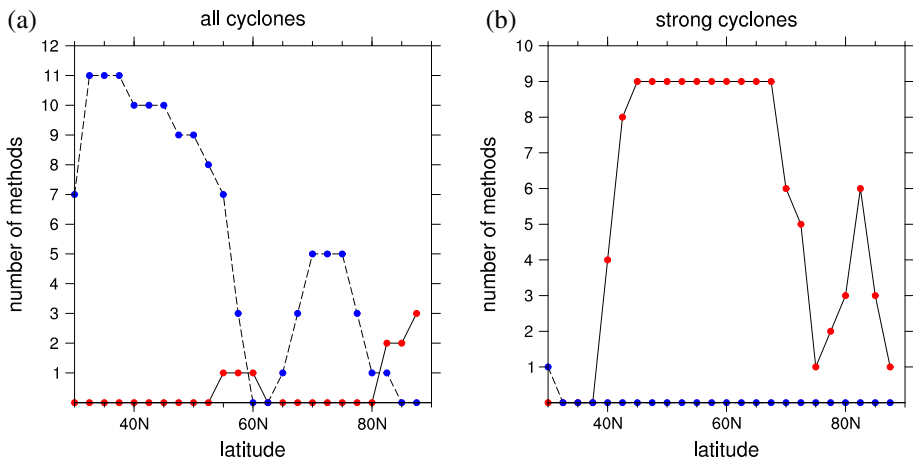 (a)
all cyclones
number of methods
12
11
10
9
8
7
6
5
4
3
2
1
40N
60N
80N
latitude
(b)
strong cyclones
number of methods
10
9
8
7
6
5
4
3
2
1
40N
60N
80N
latitude